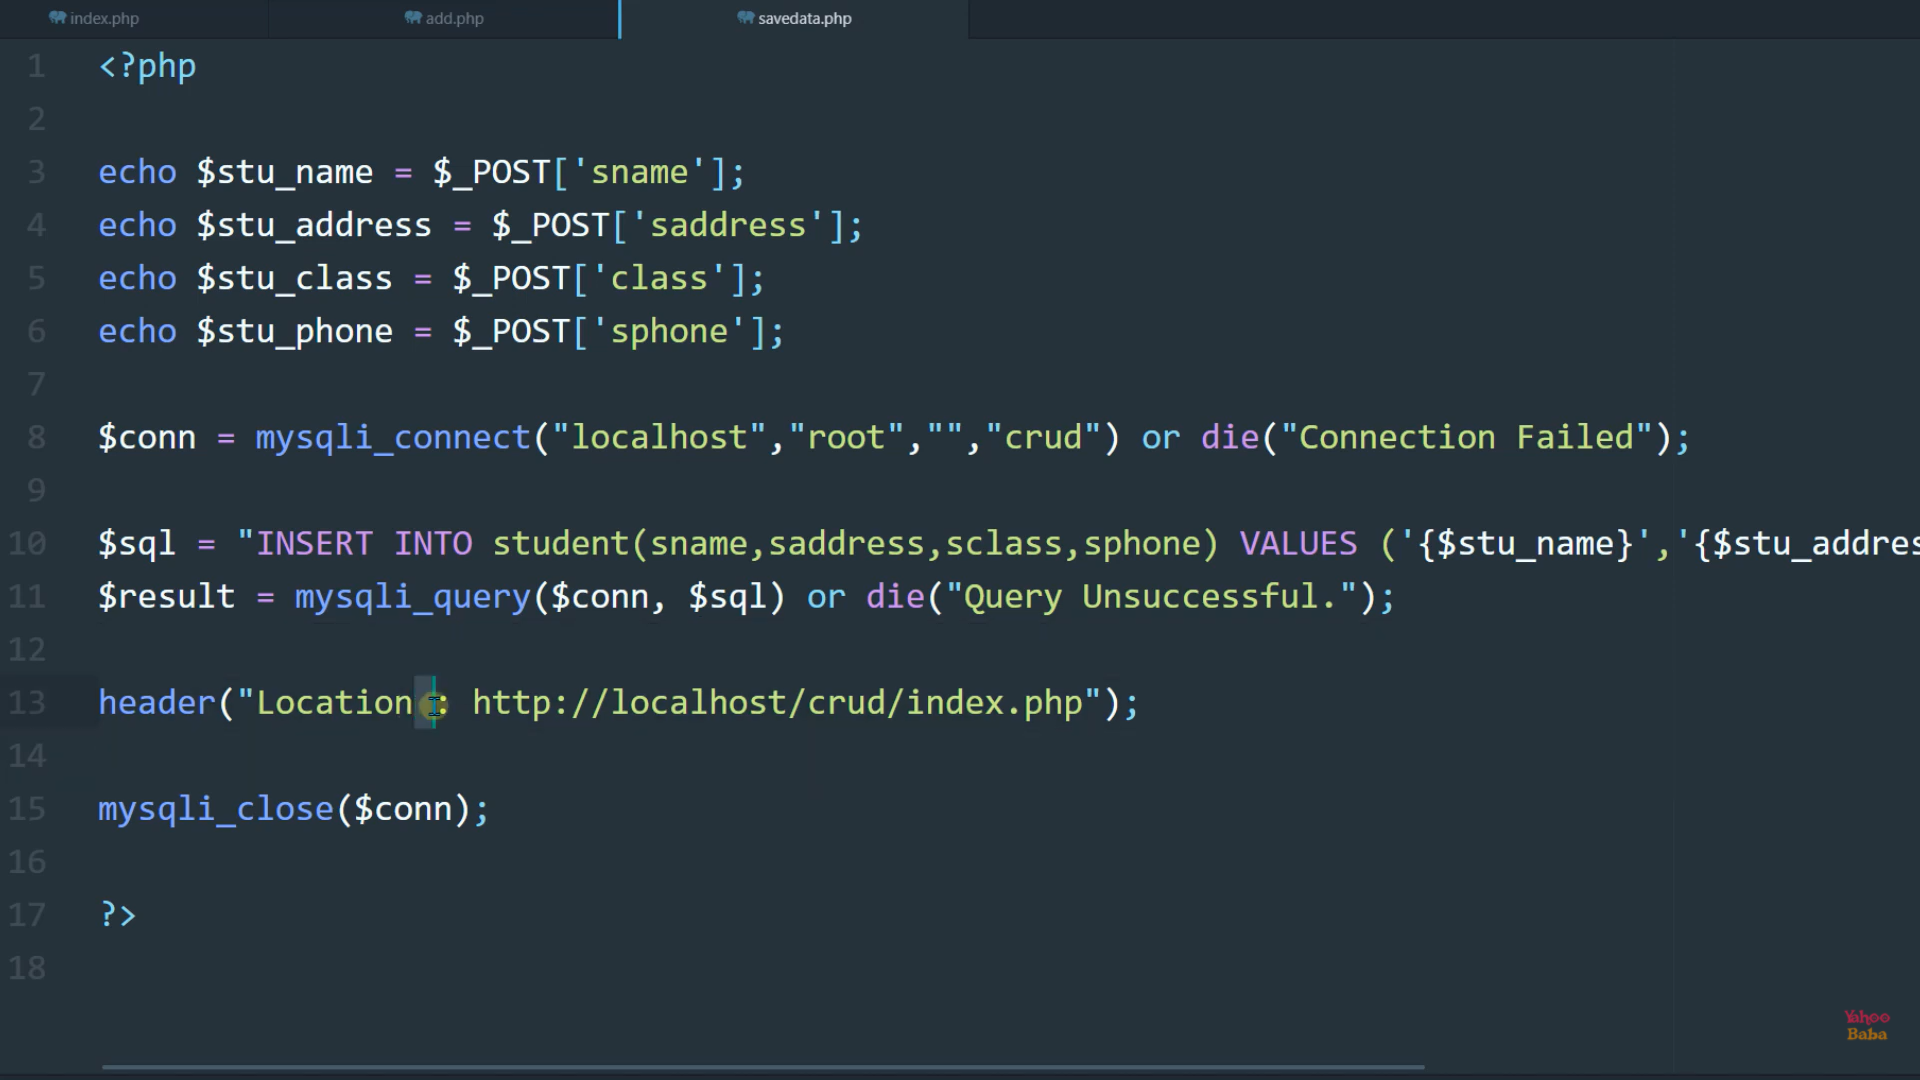 index.php
add.php
savedata.php
1 <?php
2
3 echo $stu_name = $_POST['sname'];
4 echo $stu_address = $_POST['saddress'];
5 echo $stu_class = $_POST['class'];
6 echo $stu_phone = $_POST['sphone'];
7
8 $conn = mysqli_connect("localhost","root","","crud") or die("Connection Failed");
9
10 $sql = "INSERT INTO student(sname,saddress,sclass,sphone) VALUES ('{$stu_name}','{$stu_addres
11 $result = mysqli_query($conn, $sql) or die("Query Unsuccessful.");
12
13 header("Location : http://localhost/crud/index.php");
14
15 mysqli_close($conn);
16
17 ?>
18
Yahoo
Baba